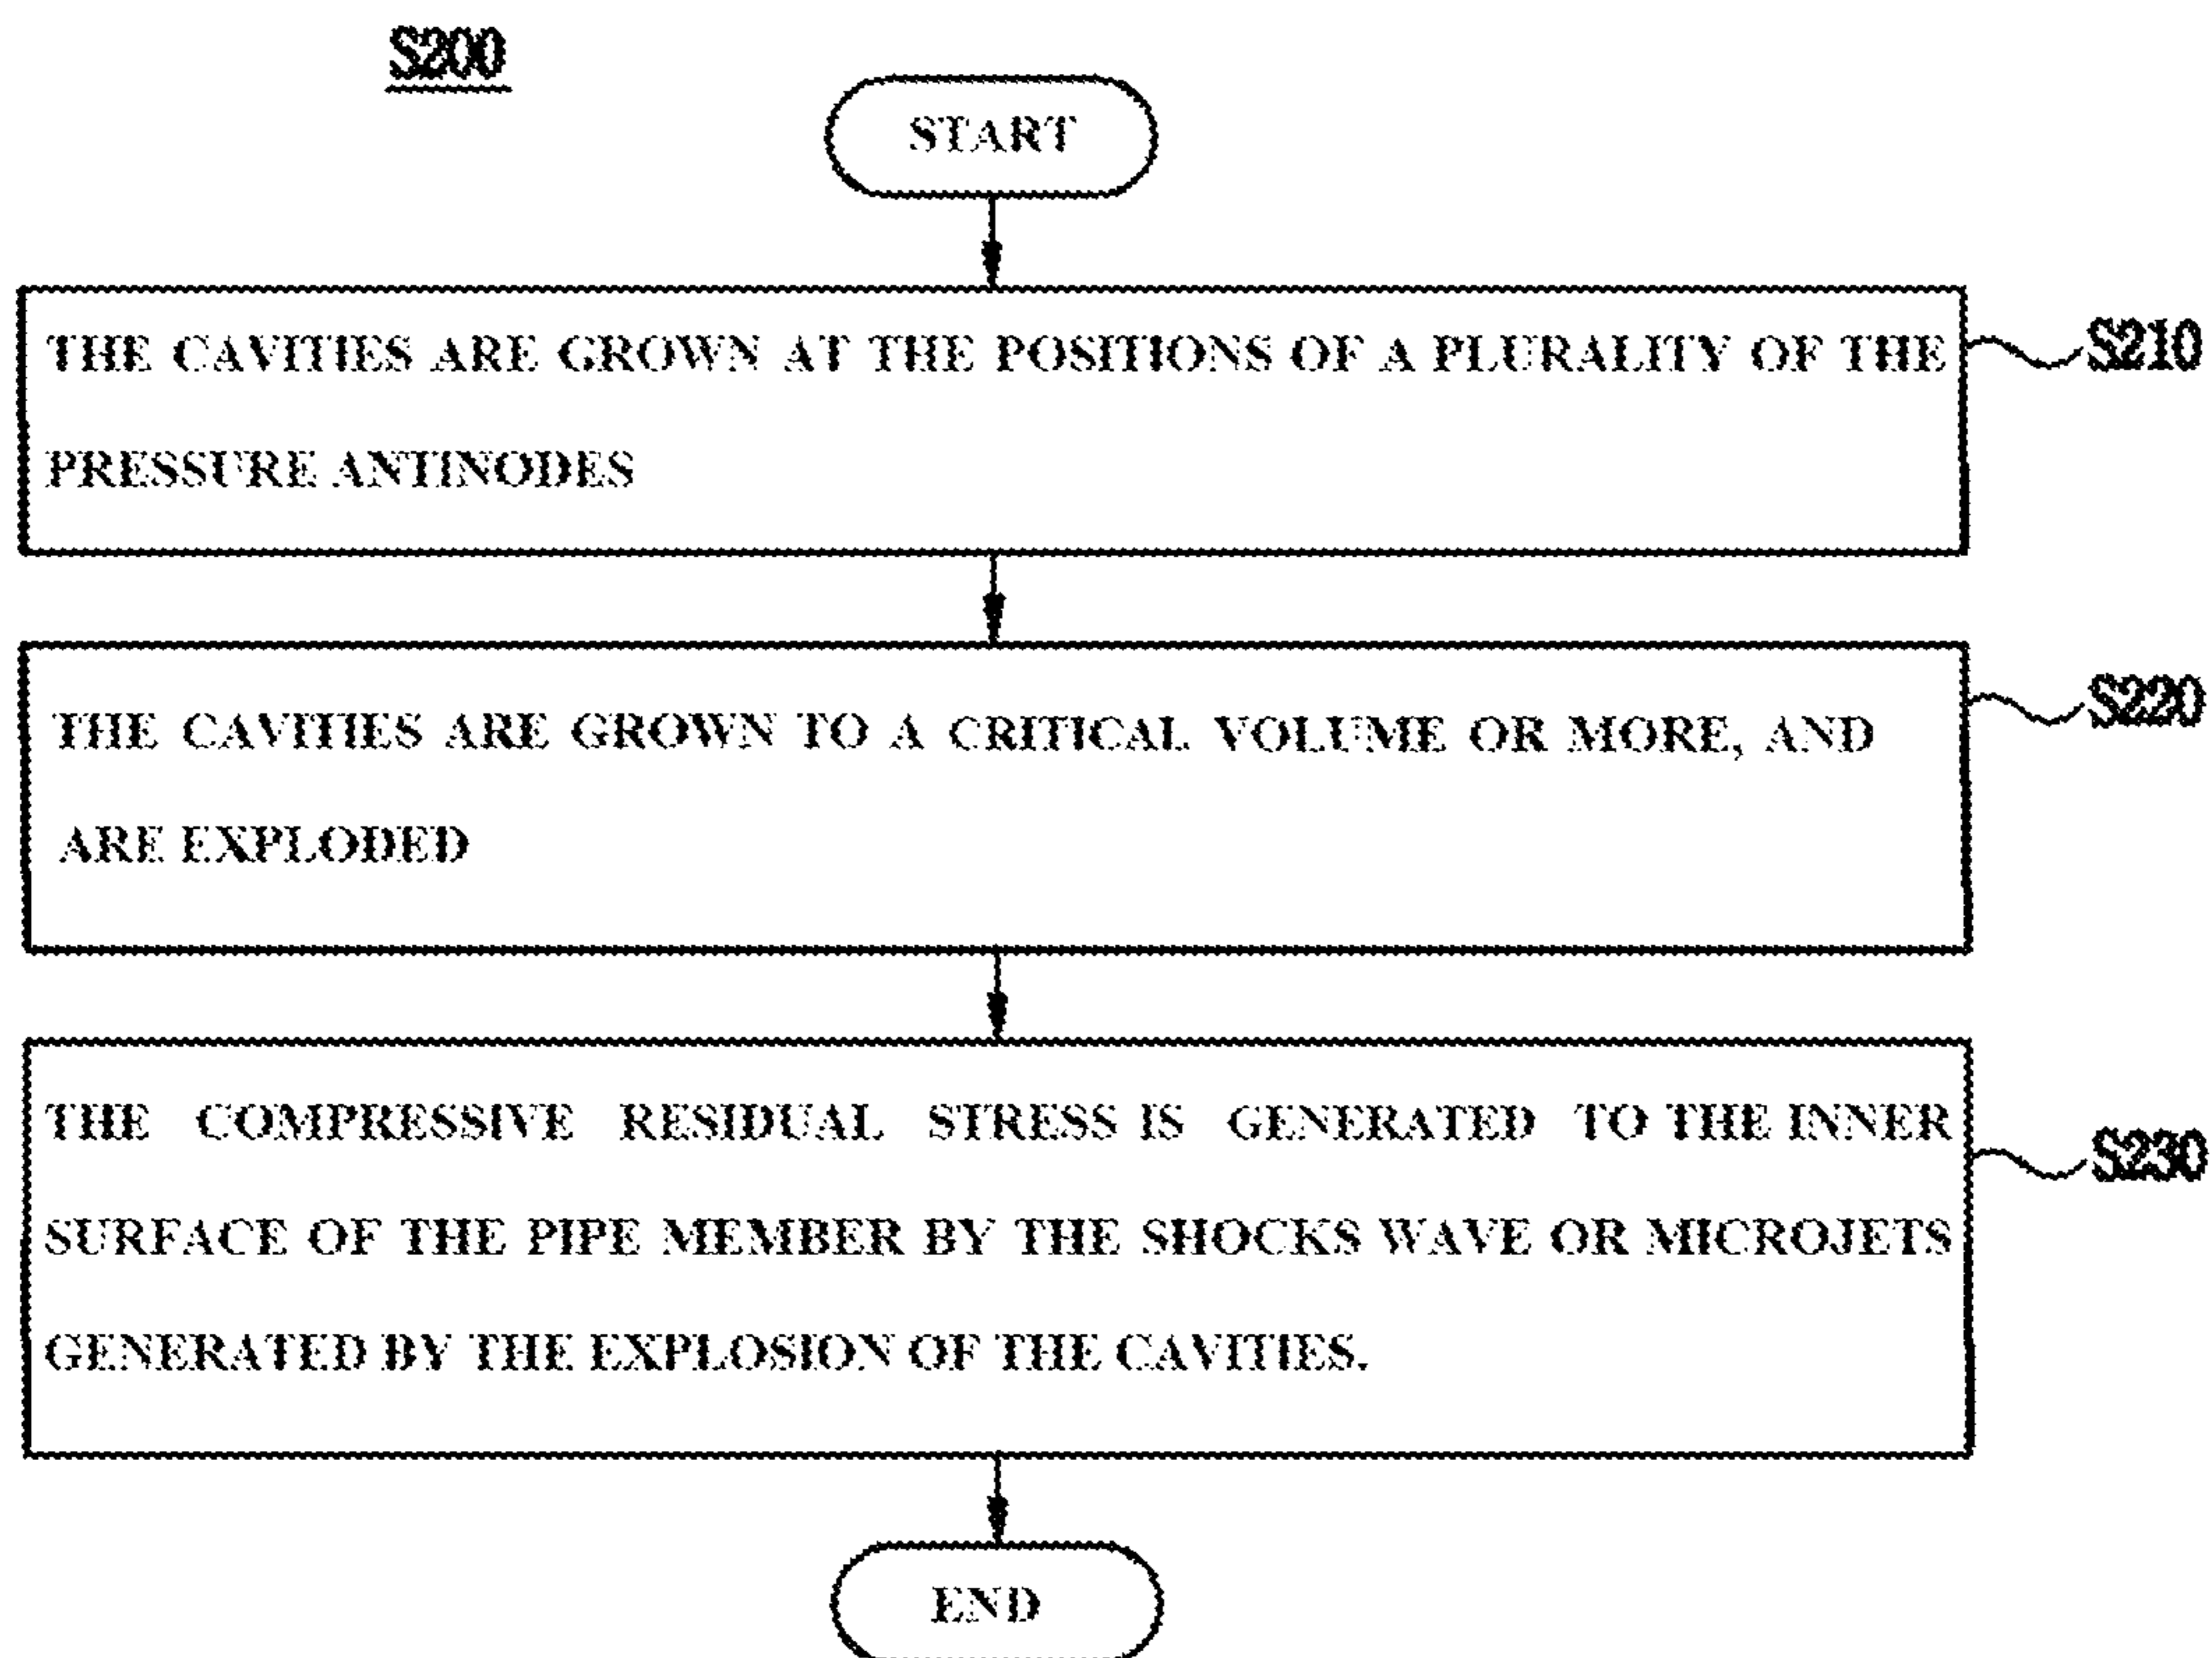 S200
START
THE CAVITIES ARE GROWN AT THE POSITIONS OF A PLURALITY OF THE
PRESSURE ANTINODES
S210
THE CAVITIES ARE GROWN TO A CRITICAL VOLUME OR MORE, AND
ARE EXPLODED
S220
THE COMPRESSIVE RESIDUAL STRESS IS GENERATED TO THE INNER
SURFACE OF THE PIPE MEMBER BY THE SHOCKS WAVE OR MICROJETS
GENERATED BY THE EXPLOSION OF THE CAVITIES.
S230
END